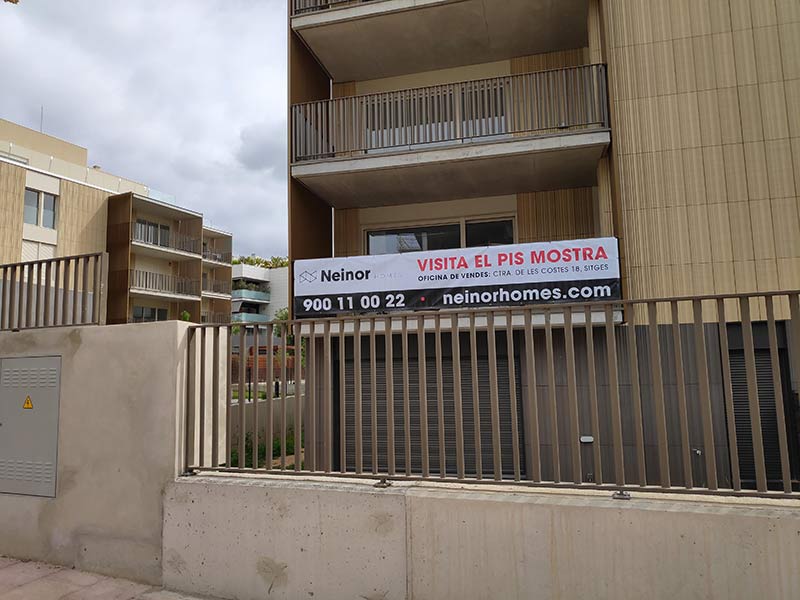 Neinor HOMES
VISITA EL PIS MOSTRA
OFICINA DE VENDES: CTRA. DE LES COSTES 18, SITGES
900 11 00 22 • neinorhomes.com